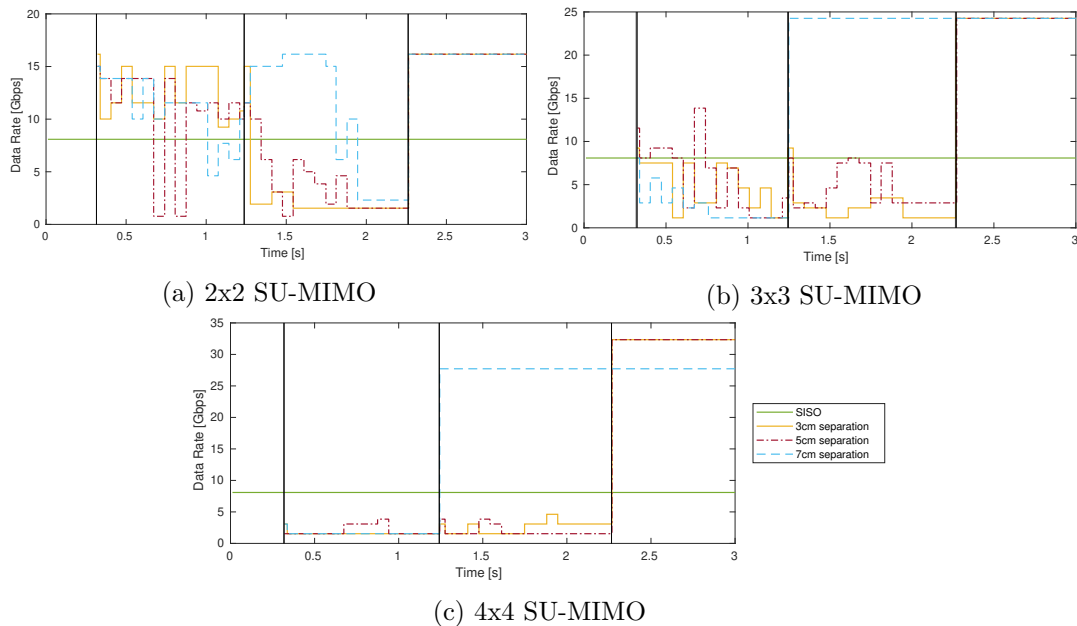 20
15
10
5
0
Data Rate [Gbps]
0 0.5 1 1.5 2 2.5 3
Time [s]
(a) 2x2 SU-MIMO
25
20
15
10
5
0
Data Rate [Gbps]
0 0.5 1 1.5 2 2.5 3
Time [s]
(b) 3x3 SU-MIMO
35
30
25
20
15
10
5
0
Data Rate [Gbps]
0 0.5 1 1.5 2 2.5 3
Time [s]
SISO
3cm separation
5cm separation
7cm separation
(c) 4x4 SU-MIMO